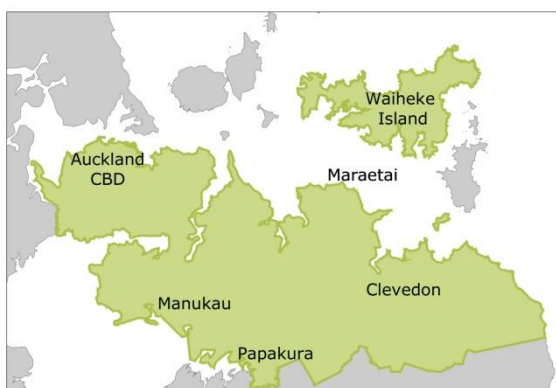 Waiheke
Island
Auckland
CBD
Maraetai
Manukau
Clevedon
Papakura